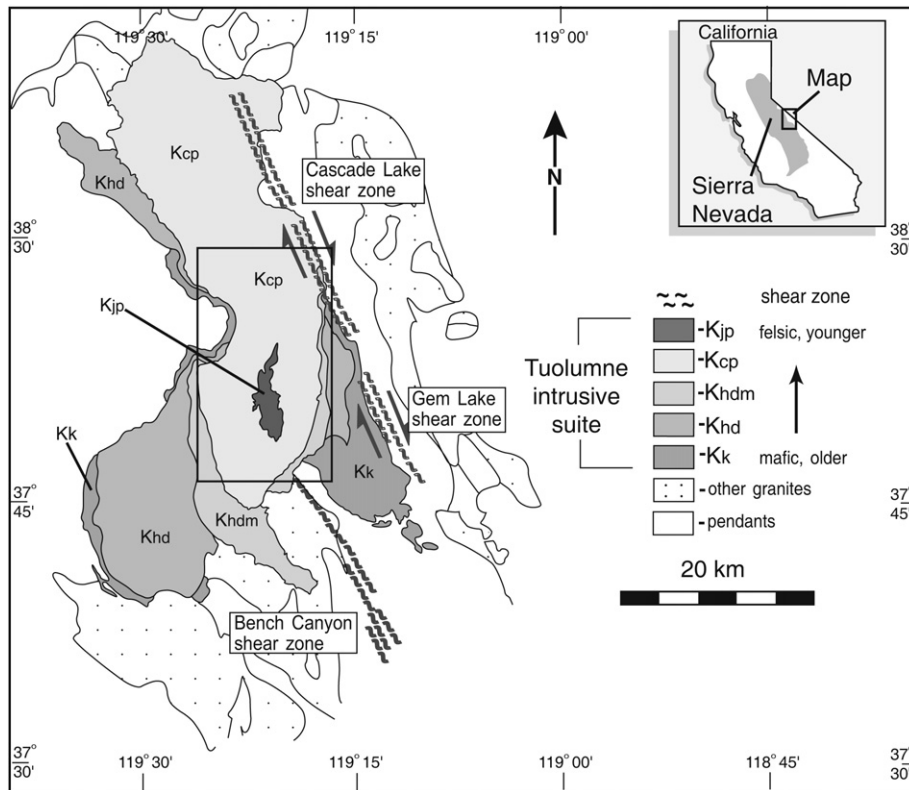 119° 30'
119° 15'
119° 00'
California
Map
Sierra
Nevada
N
Kcp
Khd
Cascade Lake
shear zone
38°
30'
38°
30'
Kcp
Kjp
shear zone
-Kjp
felsic, younger
-Kcp
Tuolumne
intrusive
suite
-Khdm
-Khd
-Kk
mafic, older
-other granites
-pendants
Gem Lake
shear zone
Kk
Kk
37°
45'
37°
45'
Khdm
Khd
20 km
Bench Canyon
shear zone
37°
30'
37°
30'
119° 30'
119° 15'
119° 00'
118° 45'